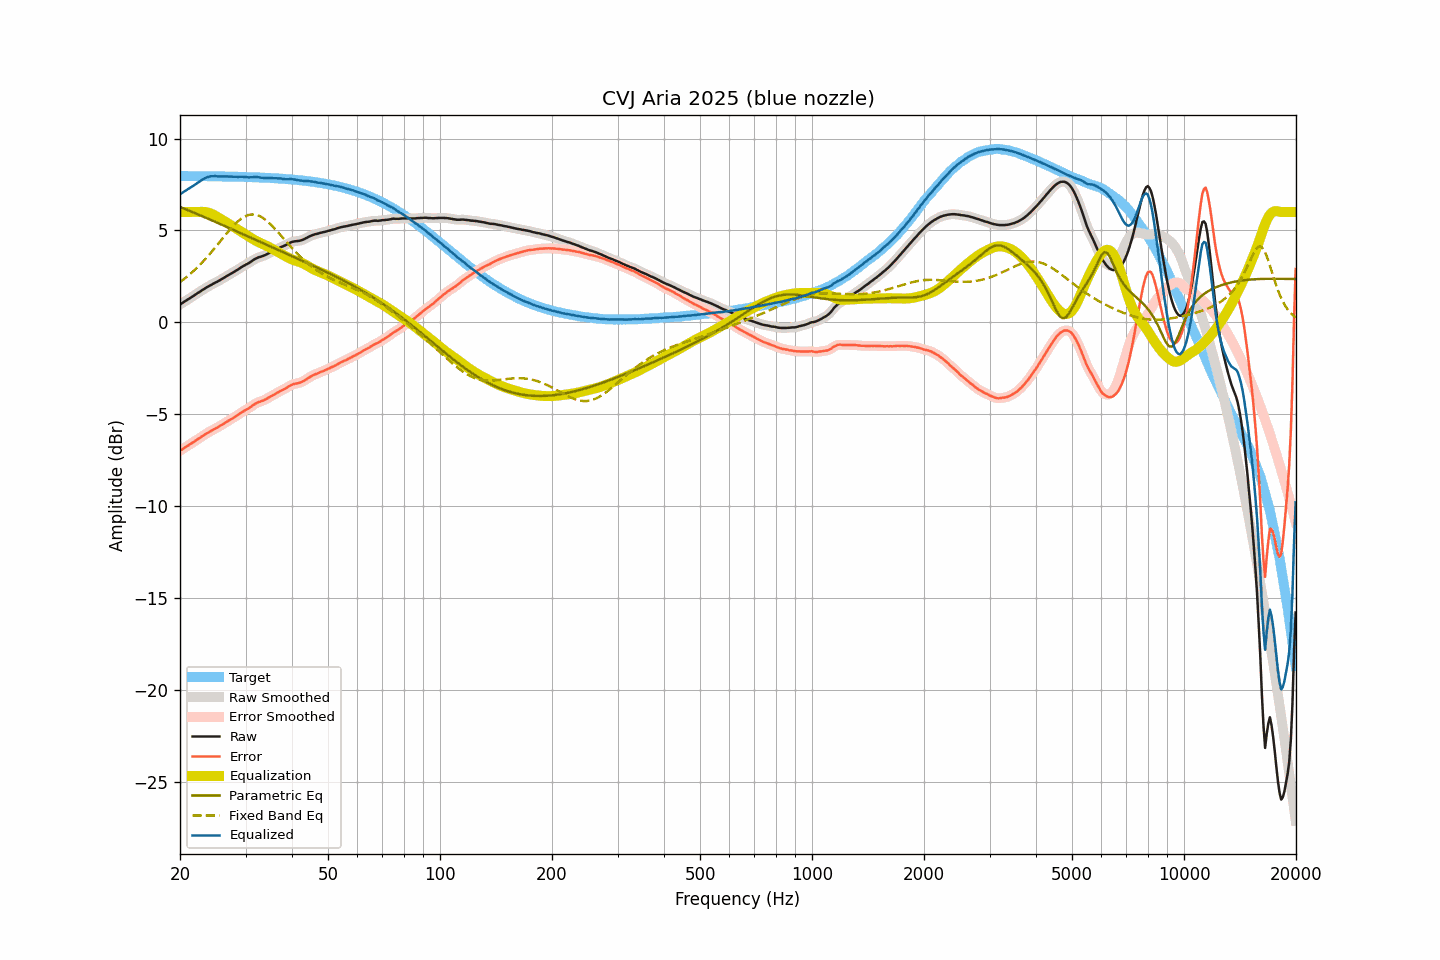 CVJ Aria 2025 (blue nozzle)
10
5
0
−5
−10
−15
−20
−25
Amplitude (dBr)
Target
Raw Smoothed
Error Smoothed
Raw
Error
Equalization
Parametric Eq
Fixed Band Eq
Equalized
20 50 100 200 500 1000 2000 5000 10000 20000
Frequency (Hz)